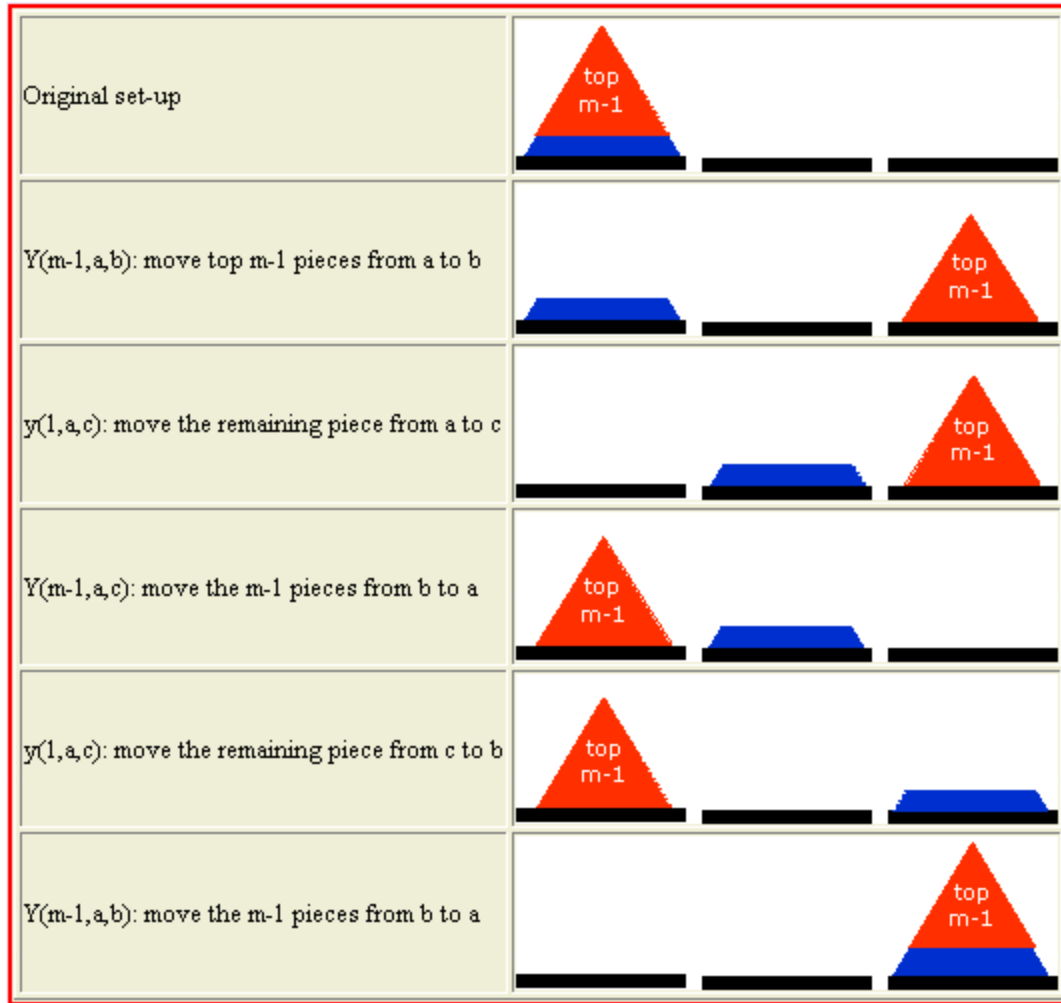 Original set-up
top
m-1
Y(m-1,a,b): move top m-1 pieces from a to b
top
m-1
y(1,a,c): move the remaining piece from a to c
top
m-1
Y(m-1,a,c): move the m-1 pieces from b to a
top
m-1
y(1,a,c): move the remaining piece from c to b
top
m-1
Y(m-1,a,b): move the m-1 pieces from b to a
top
m-1